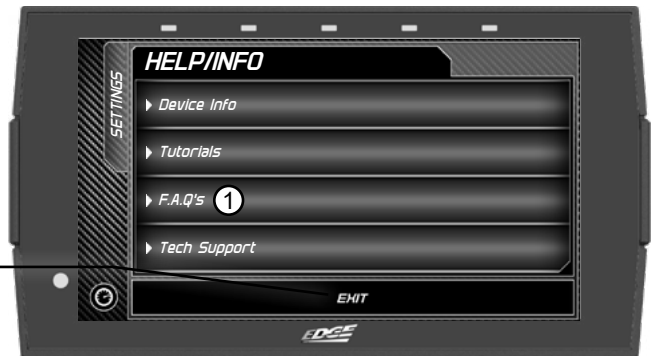 HELP/INFO
SETTINGS
Device Info
Tutorials
F.A.Q's 1
Tech Support
EXIT
EDGE